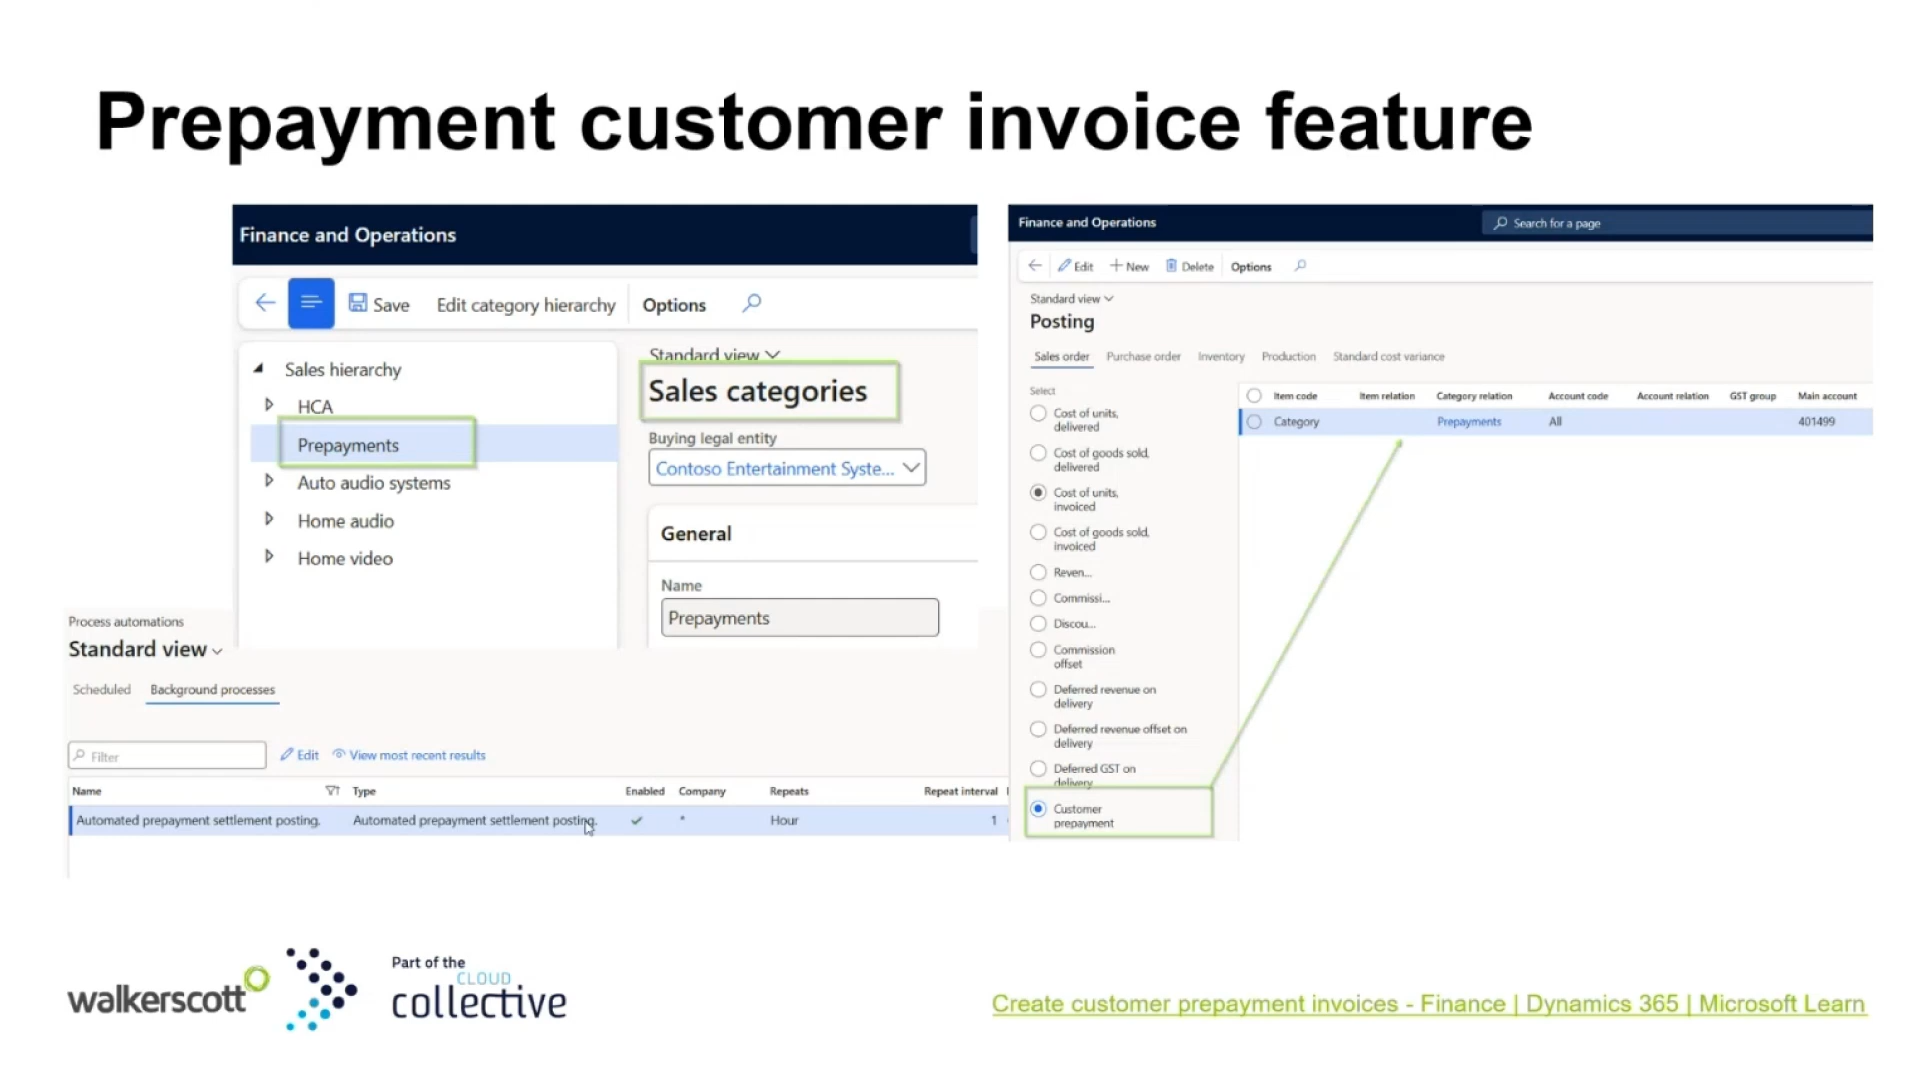 Prepayment customer invoice feature
Finance and Operations
Save
Edit category hierarchy
Options
Sales hierarchy
HCA
Prepayments
Auto audio systems
Home audio
Home video
Standard view
Sales categories
Buying legal entity
Contoso Entertainment Syste...
General
Name
Prepayments
Process automations
Standard view
Scheduled
Background processes
Filter
Edit
View most recent results
Name
Type
Enabled
Company
Repeats
Repeat interval
Automated prepayment settlement posting.
Automated prepayment settlement posting.
*
Hour
1
Finance and Operations
Search for a page
Edit
New
Delete
Options
Standard view
Posting
Sales order
Purchase order
Inventory
Production
Standard cost variance
Select
Cost of units,
delivered
Cost of goods sold,
delivered
Cost of units,
invoiced
Cost of goods sold,
invoiced
Reven...
Commissi...
Discou...
Commission
offset
Deferred revenue on
delivery
Deferred revenue offset on
delivery
Deferred GST on
delivery
Customer
prepayment
Item code
Item relation
Category relation
Account code
Account relation
GST group
Main account
Category
Prepayments
All
401499
walkerscott
Part of the
CLOUD
collective
Create customer prepayment invoices - Finance | Dynamics 365 | Microsoft Learn